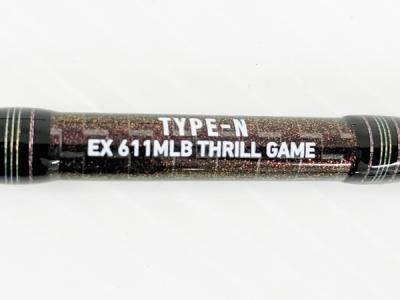 TYPE-N
EX 611MLB THRILL GAME